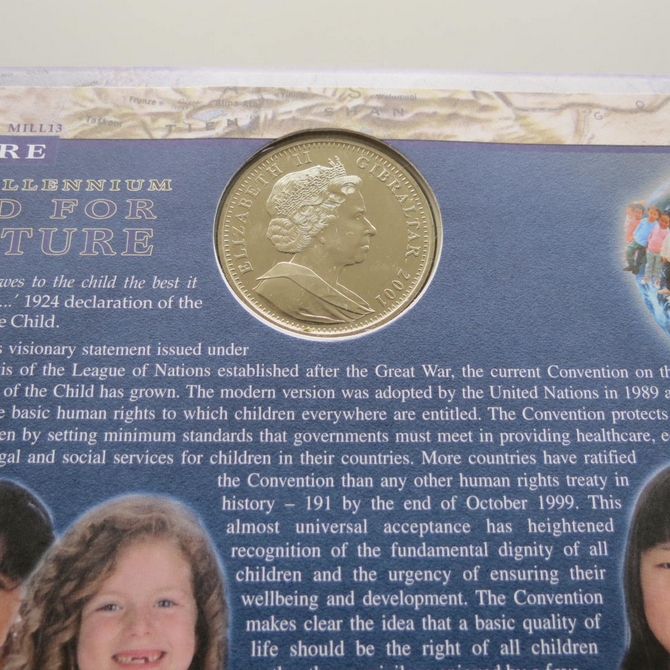 MILL13
RE
LLENNIUM
D FOR
TURE
ELIZABETH II GIBRALTAR 2001
wes to the child the best it
...' 1924 declaration of the
e Child.
s visionary statement issued under
is of the League of Nations established after the Great War, the current Convention on th
of the Child has grown. The modern version was adopted by the United Nations in 1989 a
e basic human rights to which children everywhere are entitled. The Convention protects
en by setting minimum standards that governments must meet in providing healthcare, e
gal and social services for children in their countries. More countries have ratified
the Convention than any other human rights treaty in
history – 191 by the end of October 1999. This
almost universal acceptance has heightened
recognition of the fundamental dignity of all
children and the urgency of ensuring their
wellbeing and development. The Convention
makes clear the idea that a basic quality of
life should be the right of all children